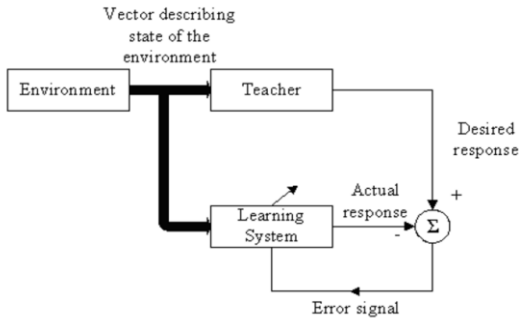 Vector describing
state of the
environment
Environment
Teacher
Desired
response
+
Actual
response
Learning
System
-
Σ
Error signal